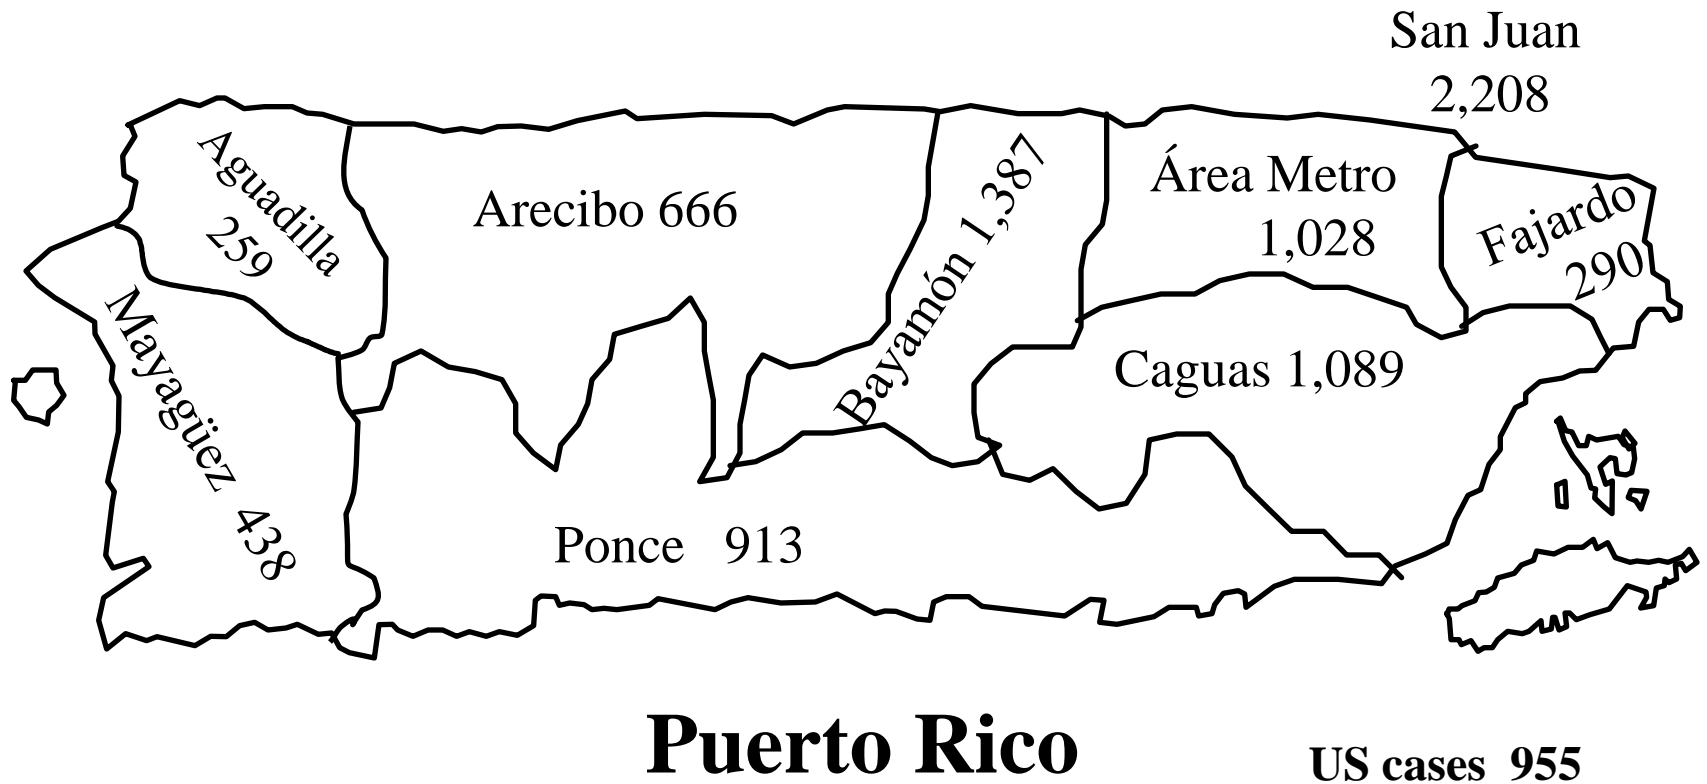 San Juan
2,208
Aguadilla
259
Arecibo 666
Bayamón 1,387
Área Metro
1,028
Fajardo
290
Mayagüez 438
Caguas 1,089
Ponce 913
Puerto Rico
US cases 955